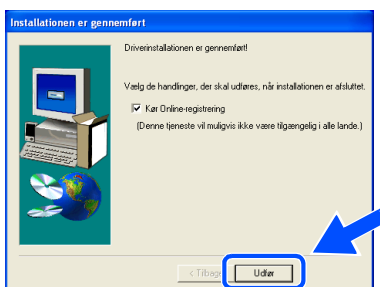 Installationen er gennemført
Driverinstallationen er gennemført!
Vælg de handlinger, der skal udføres, når installationen er afsluttet.
Kør Online-registrering
(Denne tjeneste vil muligvis ikke være tilgængelig i alle lande.)
< Tilbage
Udfør